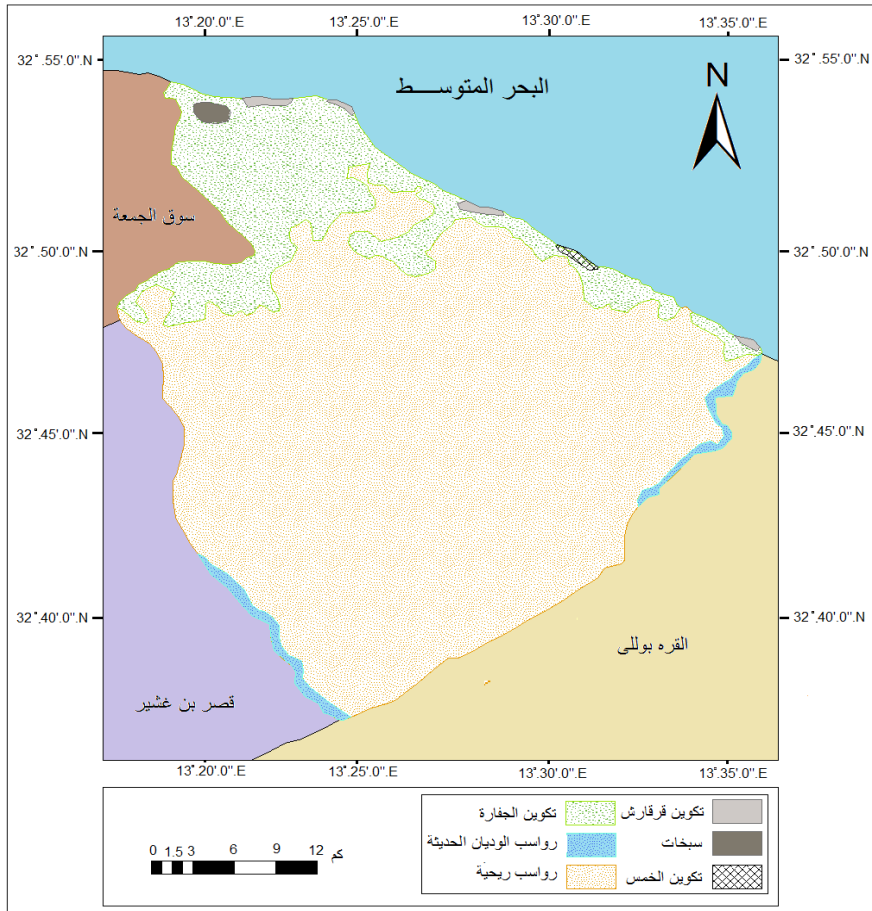 13°.20'.0''.E
13°.25'.0''.E
13°.30'.0''.E
13°.35'.0''.E
32°.55'.0''.N
32°.55'.0''.N
البحر المتوســـــط
N
سوق الجمعة
32°.50'.0''.N
32°.50'.0''.N
32°.45'.0''.N
32°.45'.0''.N
32°.40'.0''.N
32°.40'.0''.N
القره بوللى
قصر بن غشير
13°.20'.0''.E
13°.25'.0''.E
13°.30'.0''.E
13°.35'.0''.E
تكوين قرقارش
تكوين الجفارة
سبخات
رواسب الوديان الحديثة
تكوين الخمس
رواسب ريحيّة
0 1.5 3 6 9 12 كم